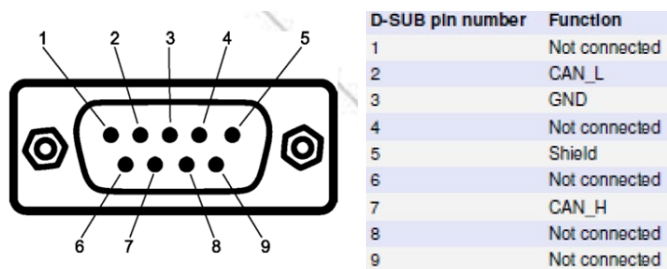 1 2 3 4 5
6 7 8 9
D-SUB pin number Function
1 Not connected
2 CAN_L
3 GND
4 Not connected
5 Shield
6 Not connected
7 CAN_H
8 Not connected
9 Not connected